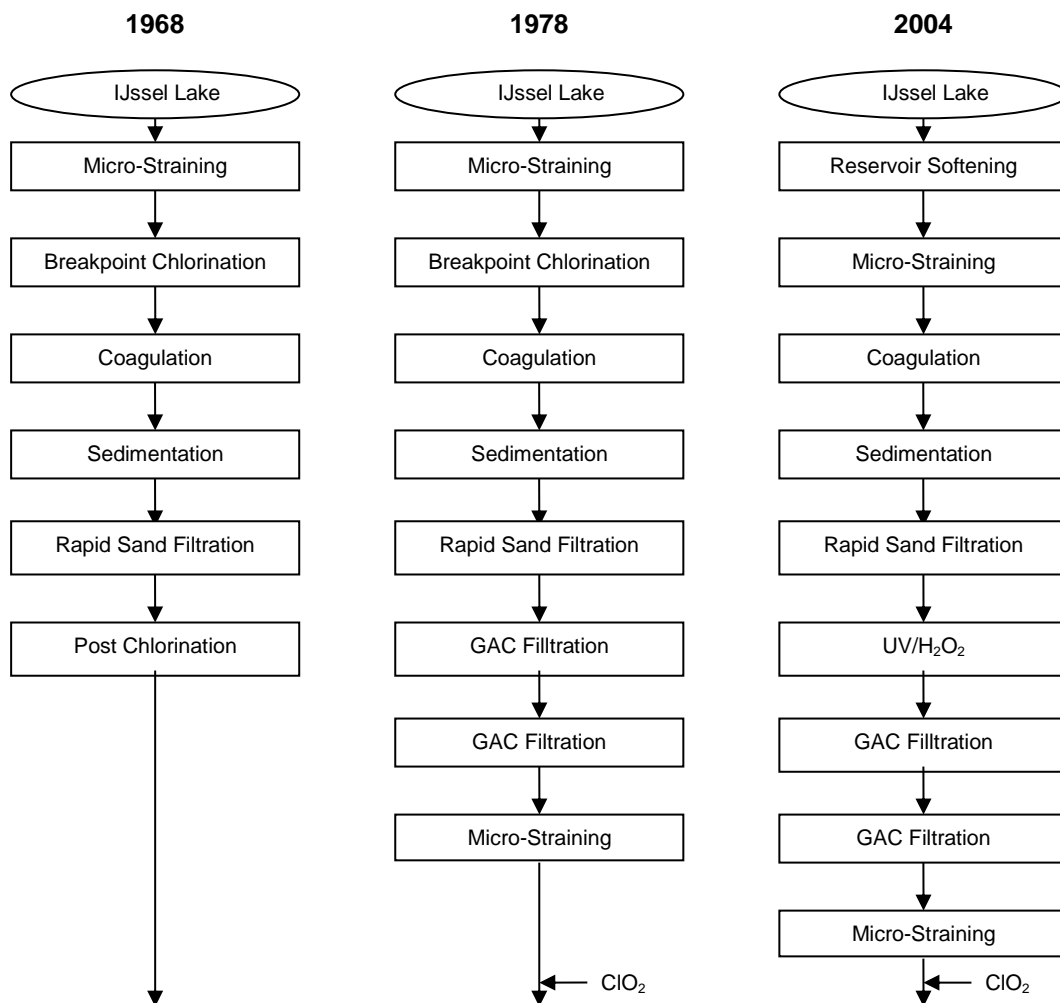 1968
IJssel Lake
Micro-Straining
Breakpoint Chlorination
Coagulation
Sedimentation
Rapid Sand Filtration
Post Chlorination
1978
IJssel Lake
Micro-Straining
Breakpoint Chlorination
Coagulation
Sedimentation
Rapid Sand Filtration
GAC Filltration
GAC Filtration
Micro-Straining
ClO₂
2004
IJssel Lake
Reservoir Softening
Micro-Straining
Coagulation
Sedimentation
Rapid Sand Filtration
UV/H₂O₂
GAC Filltration
GAC Filtration
Micro-Straining
ClO₂